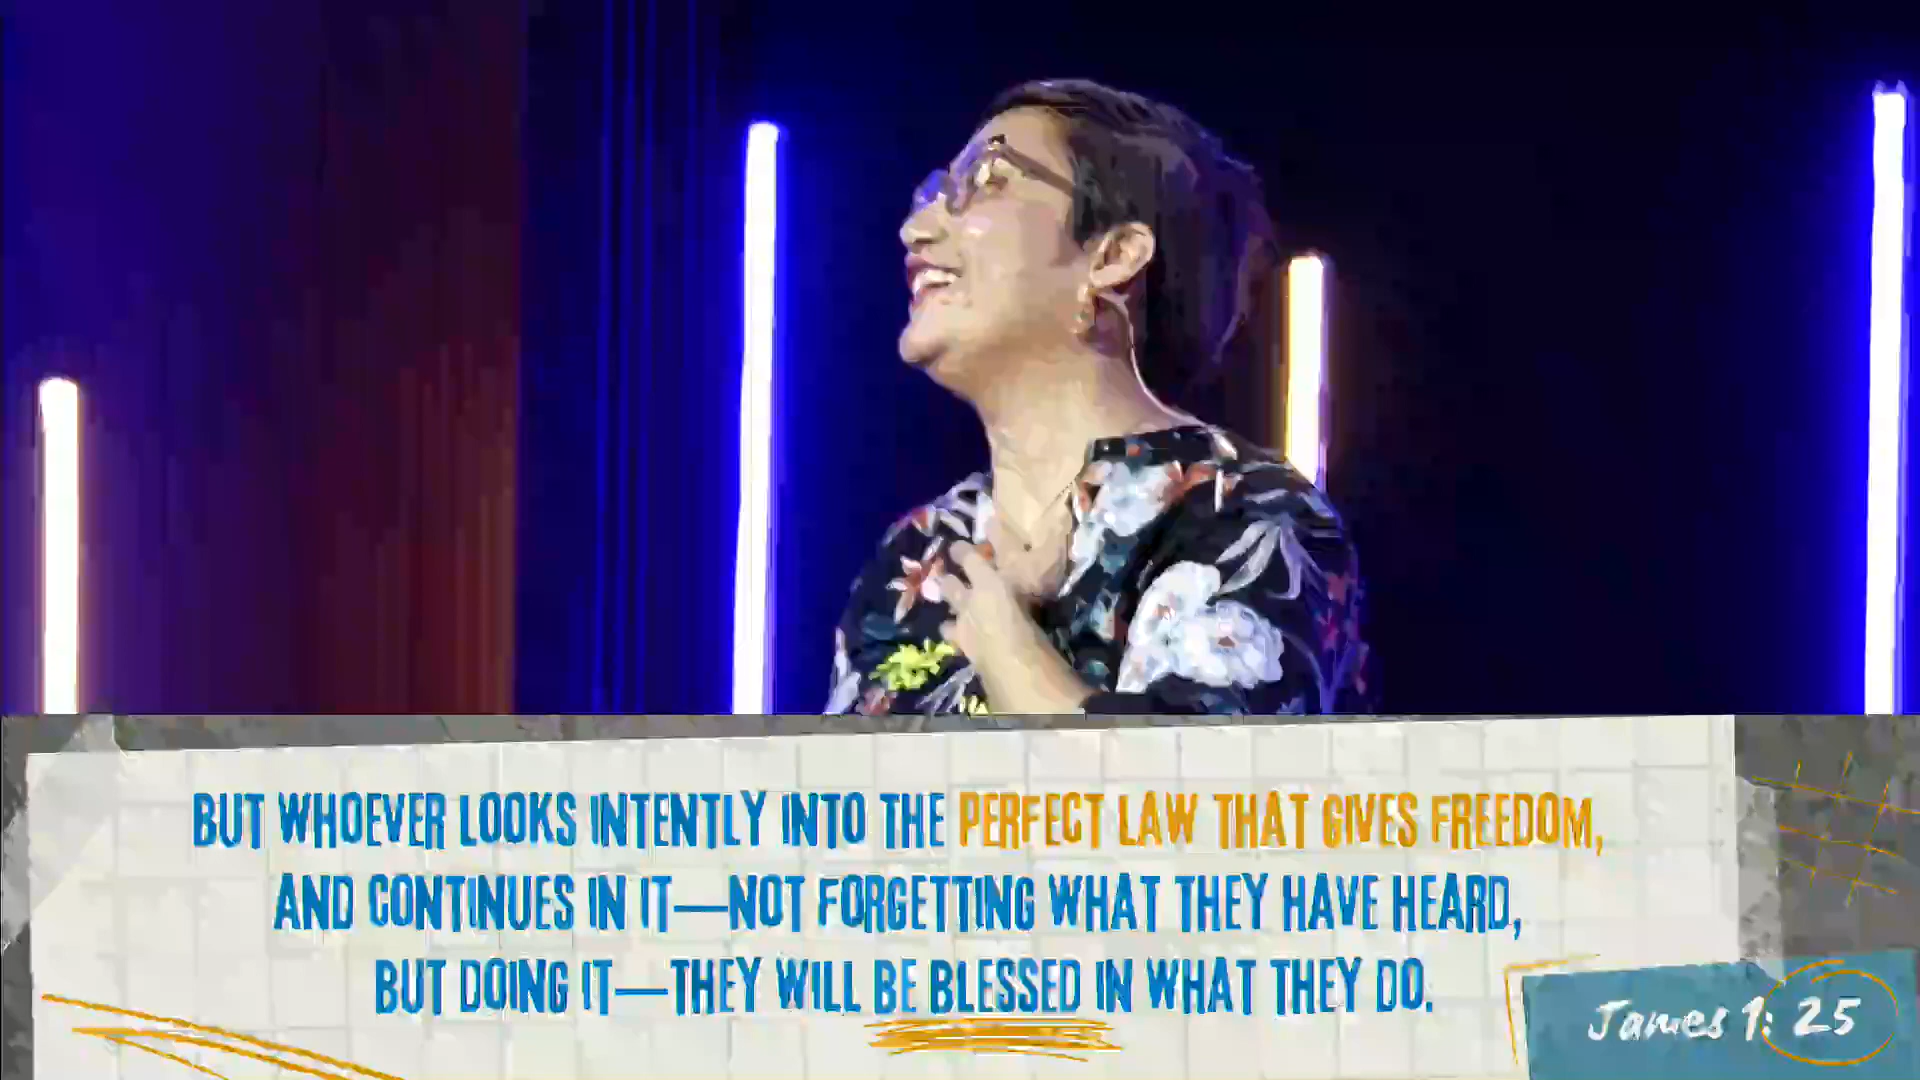 BUT WHOEVER LOOKS INTENTLY INTO THE PERFECT LAW THAT GIVES FREEDOM,
AND CONTINUES IN IT—NOT FORGETTING WHAT THEY HAVE HEARD,
BUT DOING IT—THEY WILL BE BLESSED IN WHAT THEY DO.
James 1: 25